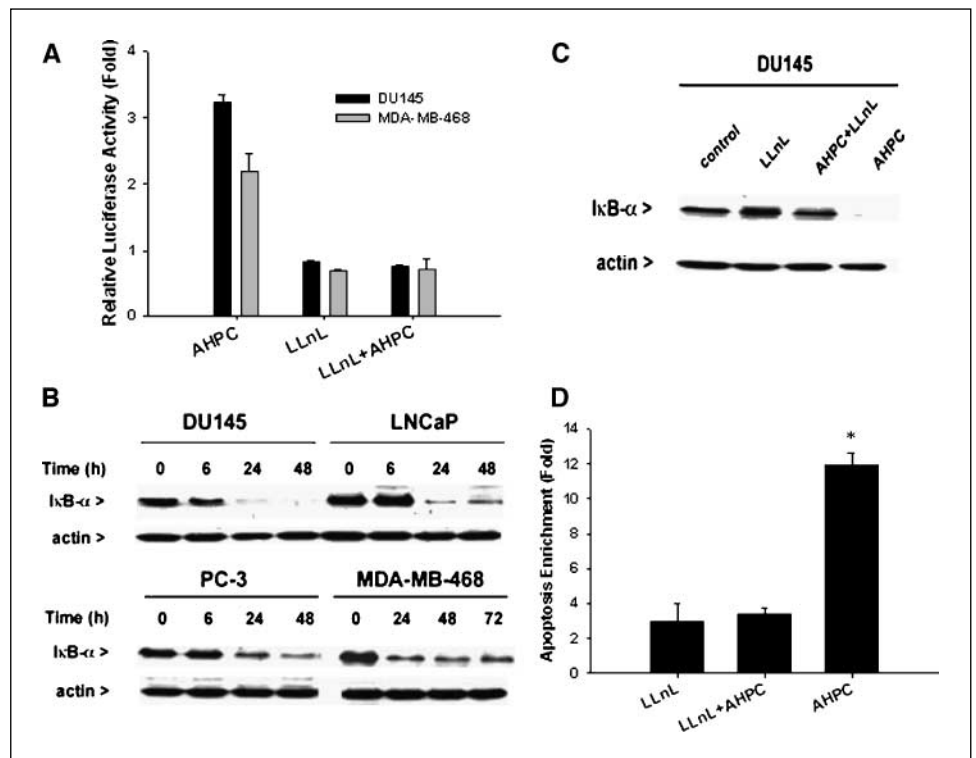 A
Relative Luciferase Activity (Fold)
4
3
2
1
0
DU145
MDA-MB-468
AHPC
LLnL
LLnL+AHPC
B
DU145
LNCaP
Time (h) 0 6 24 48 0 6 24 48
IκB-α >
actin >
PC-3
MDA-MB-468
Time (h) 0 6 24 48 0 24 48 72
IκB-α >
actin >
C
DU145
control LLnL AHPC+LLnL AHPC
IκB-α >
actin >
D
Apoptosis Enrichment (Fold)
14
12
10
8
6
4
2
0
*
LLnL
LLnL+AHPC
AHPC